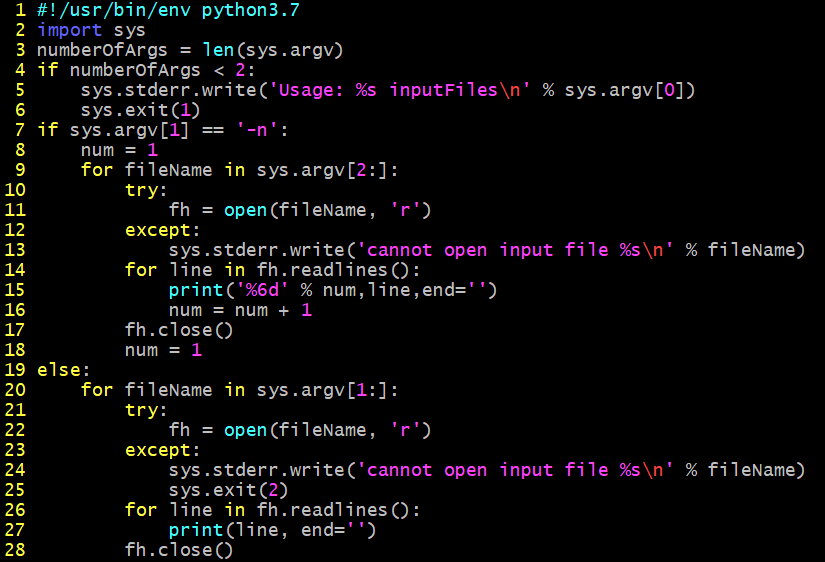 1 #!/usr/bin/env python3.7
2 import sys
3 numberOfArgs = len(sys.argv)
4 if numberOfArgs < 2:
5     sys.stderr.write('Usage: %s inputFiles\n' % sys.argv[0])
6     sys.exit(1)
7 if sys.argv[1] == '-n':
8     num = 1
9     for fileName in sys.argv[2:]:
10         try:
11             fh = open(fileName, 'r')
12         except:
13             sys.stderr.write('cannot open input file %s\n' % fileName)
14         for line in fh.readlines():
15             print('%6d' % num,line,end='')
16             num = num + 1
17         fh.close()
18         num = 1
19 else:
20     for fileName in sys.argv[1:]:
21         try:
22             fh = open(fileName, 'r')
23         except:
24             sys.stderr.write('cannot open input file %s\n' % fileName)
25             sys.exit(2)
26         for line in fh.readlines():
27             print(line, end='')
28         fh.close()